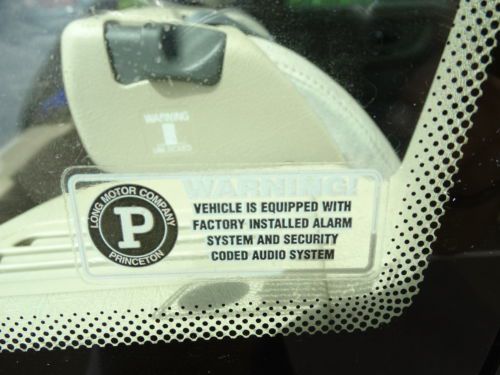 WARNING
UNLOCKED
LONG MOTOR COMPANY
P
PRINCETON
WARNING!
VEHICLE IS EQUIPPED WITH
FACTORY INSTALLED ALARM
SYSTEM AND SECURITY
CODED AUDIO SYSTEM